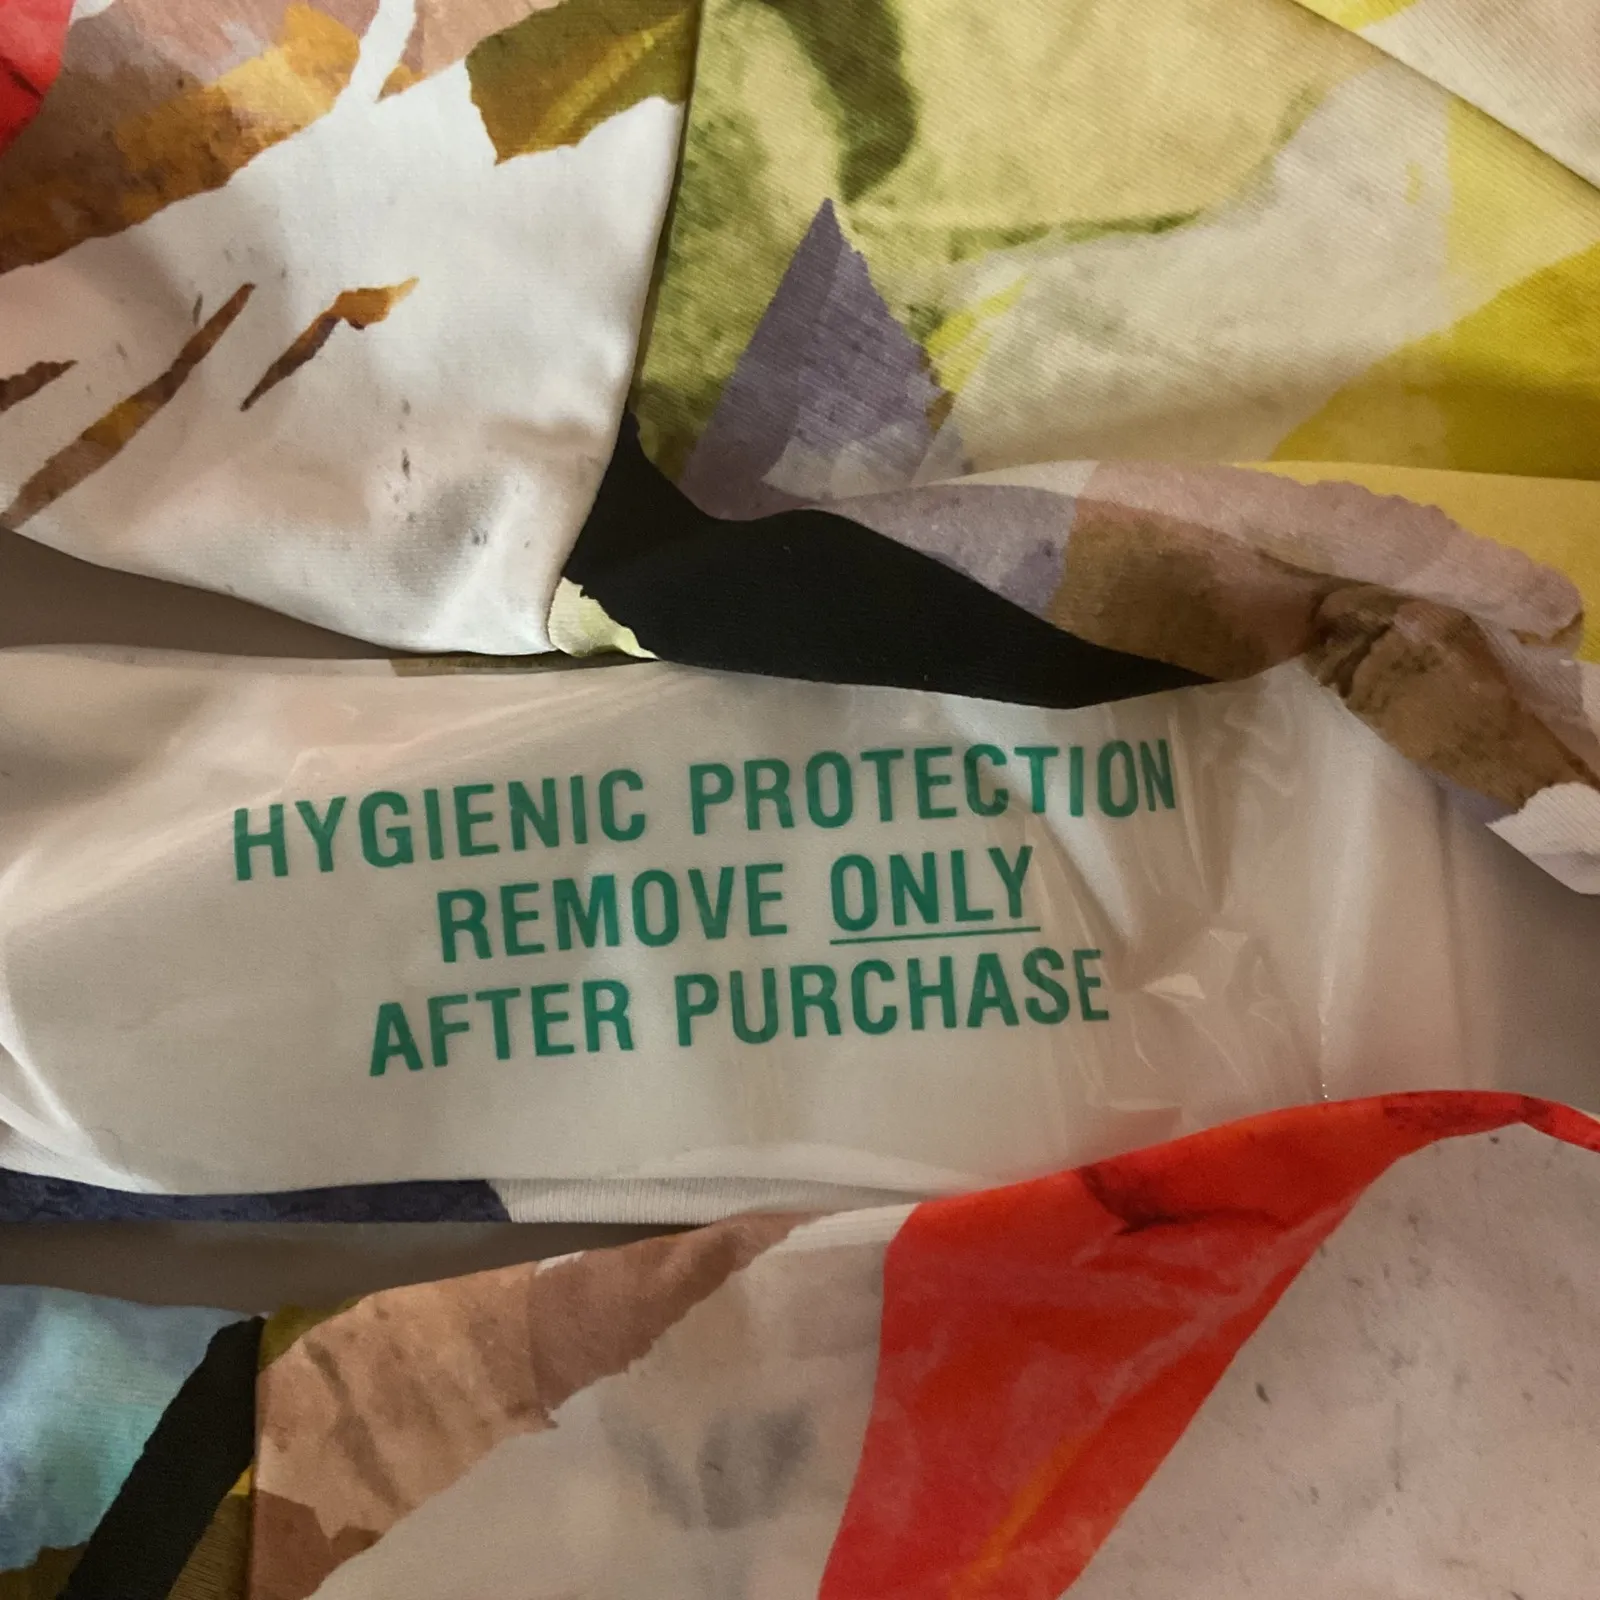 HYGIENIC PROTECTION
REMOVE ONLY
AFTER PURCHASE